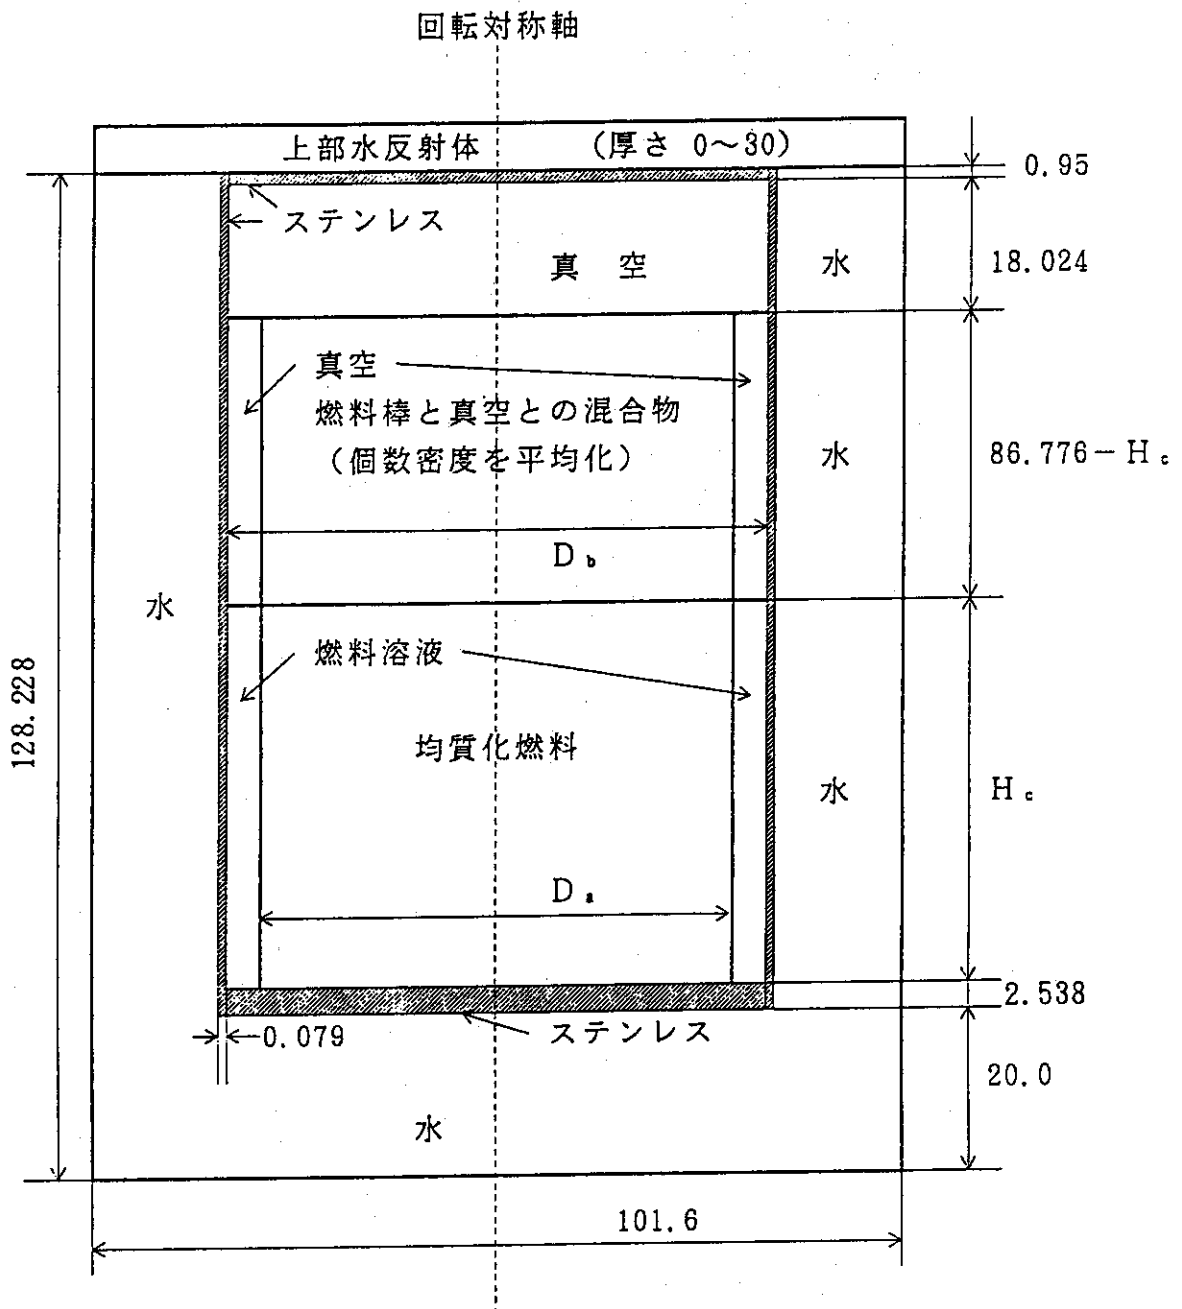 回転対称軸
上部水反射体 (厚さ 0～30)
0.95
ステンレス
真 空
水
18.024
真空
燃料棒と真空との混合物
(個数密度を平均化)
水
86.776－Hc
Db
水
燃料溶液
128.228
均質化燃料
水
Hc
Da
2.538
0.079
ステンレス
20.0
水
101.6